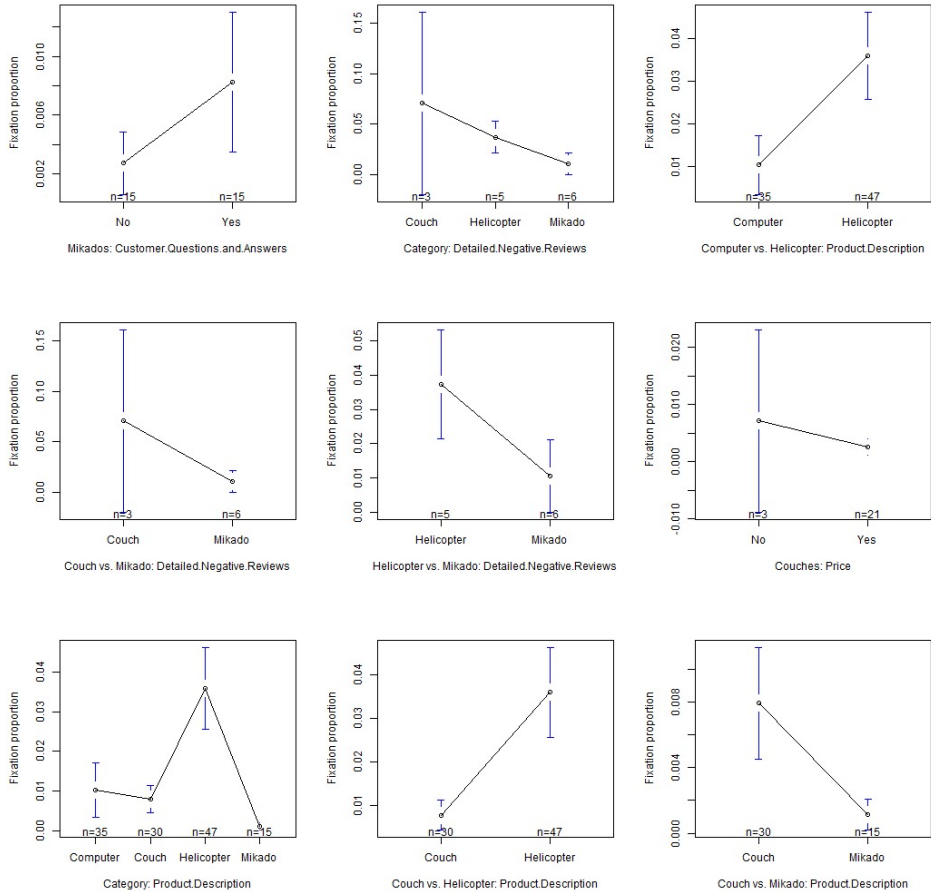 Fixation proportion
0.010
0.006
0.002
n=15
n=15
No
Yes
Mikados: Customer.Questions.and.Answers
Fixation proportion
0.15
0.10
0.05
0.00
n=3
n=5
n=6
Couch
Helicopter
Mikado
Category: Detailed.Negative.Reviews
Fixation proportion
0.04
0.03
0.02
0.01
n=35
n=47
Computer
Helicopter
Computer vs. Helicopter: Product.Description
Fixation proportion
0.15
0.10
0.05
0.00
n=3
n=6
Couch
Mikado
Couch vs. Mikado: Detailed.Negative.Reviews
Fixation proportion
0.05
0.04
0.03
0.02
0.01
0.00
n=5
n=6
Helicopter
Mikado
Helicopter vs. Mikado: Detailed.Negative.Reviews
Fixation proportion
0.020
0.010
0.000
-0.010
n=3
n=21
No
Yes
Couches: Price
Fixation proportion
0.04
0.03
0.02
0.01
0.00
n=35
n=30
n=47
n=15
Computer
Couch
Helicopter
Mikado
Category: Product.Description
Fixation proportion
0.04
0.03
0.02
0.01
n=30
n=47
Couch
Helicopter
Couch vs. Helicopter: Product.Description
Fixation proportion
0.008
0.004
0.000
n=30
n=15
Couch
Mikado
Couch vs. Mikado: Product.Description